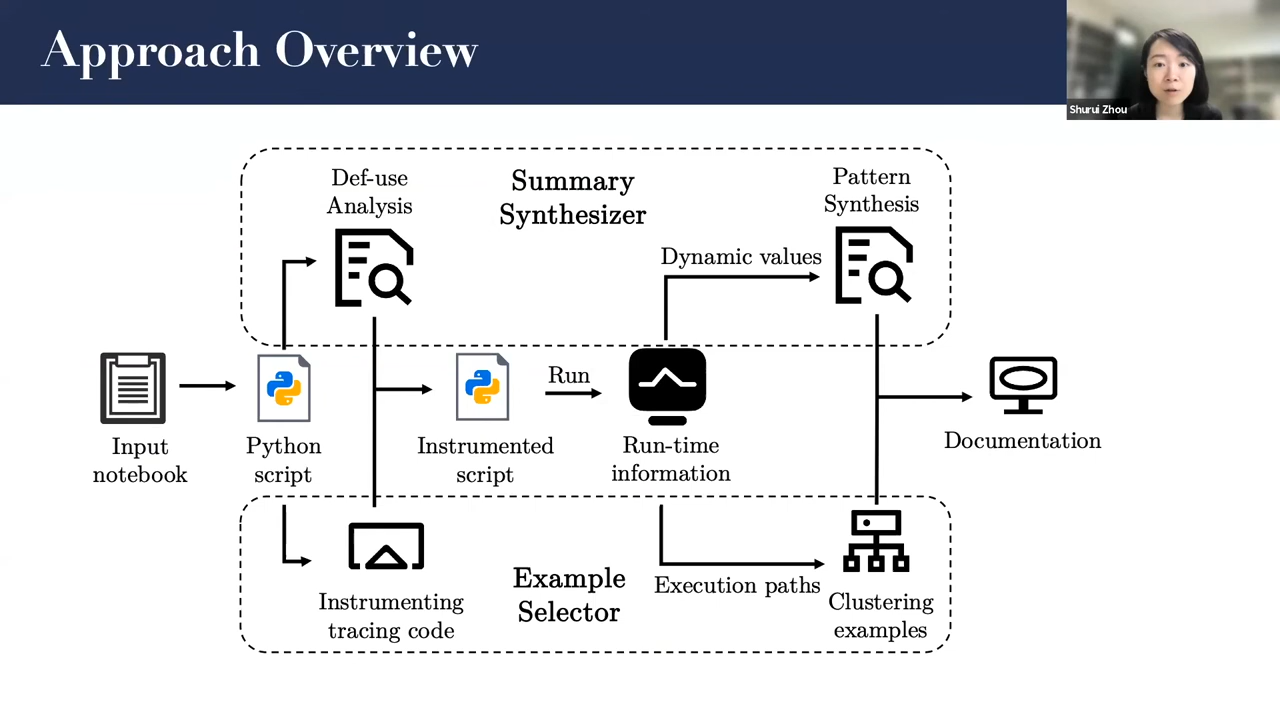 Approach Overview
Shurui Zhou
Def-use
Analysis
Summary
Synthesizer
Pattern
Synthesis
Dynamic values
Input
notebook
Python
script
Instrumented
script
Run
Run-time
information
Documentation
Instrumenting
tracing code
Example
Selector
Execution paths
Clustering
examples